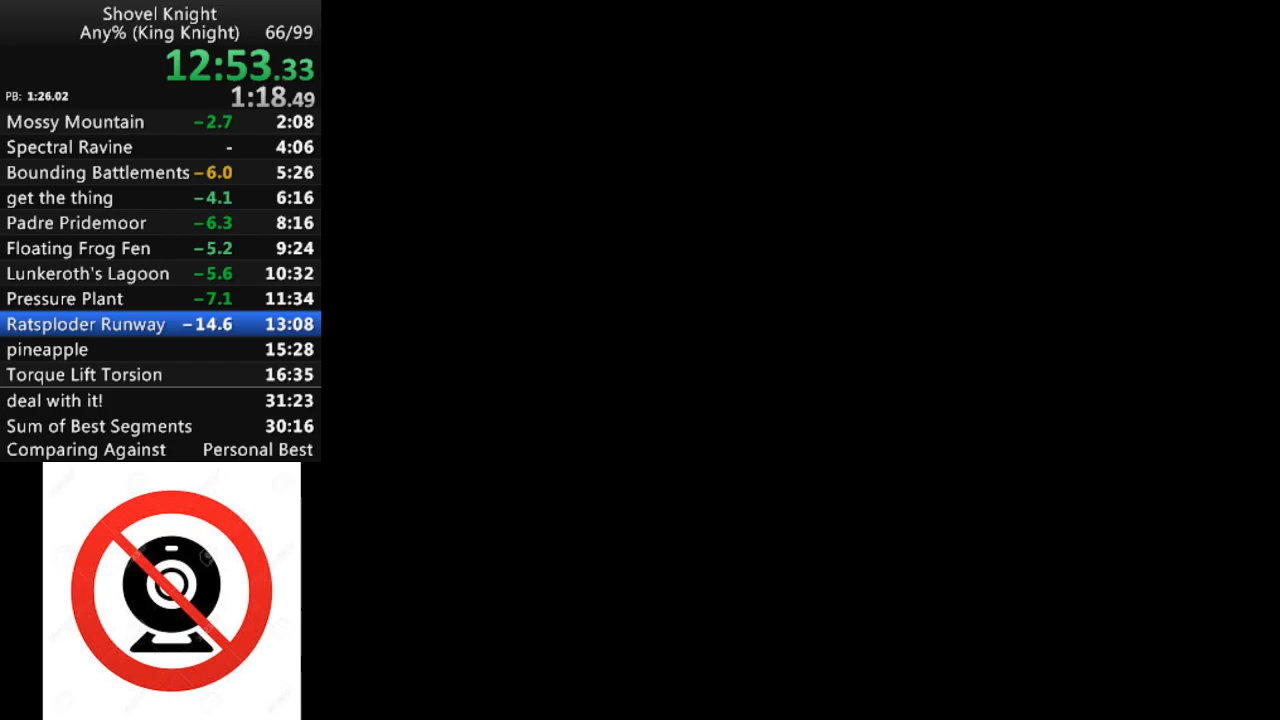 Shovel Knight
Any% (King Knight) 66/99
12:53.33
PB: 1:26.02 1:18.49
Mossy Mountain −2.7 2:08
Spectral Ravine - 4:06
Bounding Battlements −6.0 5:26
get the thing −4.1 6:16
Padre Pridemoor −6.3 8:16
Floating Frog Fen −5.2 9:24
Lunkeroth's Lagoon −5.6 10:32
Pressure Plant −7.1 11:34
Ratsploder Runway −14.6 13:08
pineapple 15:28
Torque Lift Torsion 16:35
deal with it! 31:23
Sum of Best Segments 30:16
Comparing Against Personal Best